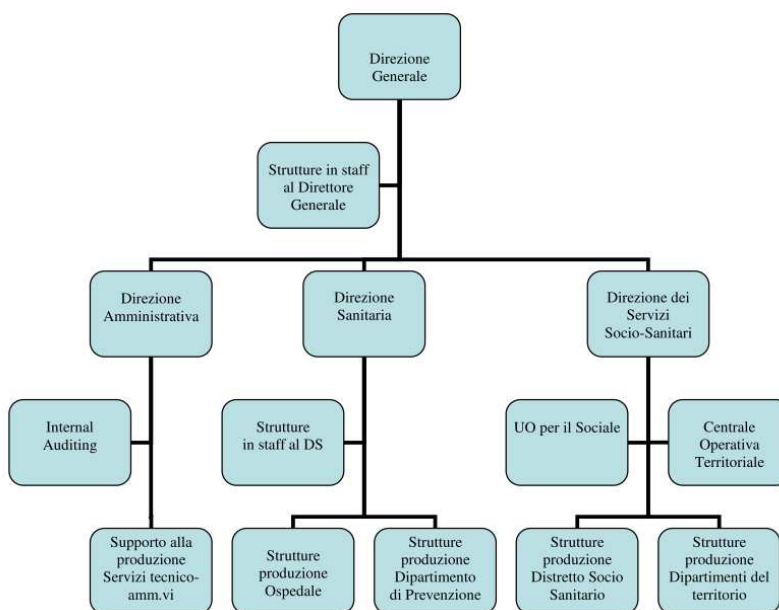 Direzione
Generale
Strutture in staff
al Direttore
Generale
Direzione
Amministrativa
Direzione
Sanitaria
Direzione dei
Servizi
Socio-Sanitari
Internal
Auditing
Strutture
in staff al DS
UO per il Sociale
Centrale
Operativa
Territoriale
Supporto alla
produzione
Servizi tecnico-
amm.vi
Strutture
produzione
Ospedale
Strutture
produzione
Dipartimento
di Prevenzione
Strutture
produzione
Distretto Socio
Sanitario
Strutture
produzione
Dipartimenti del
territorio